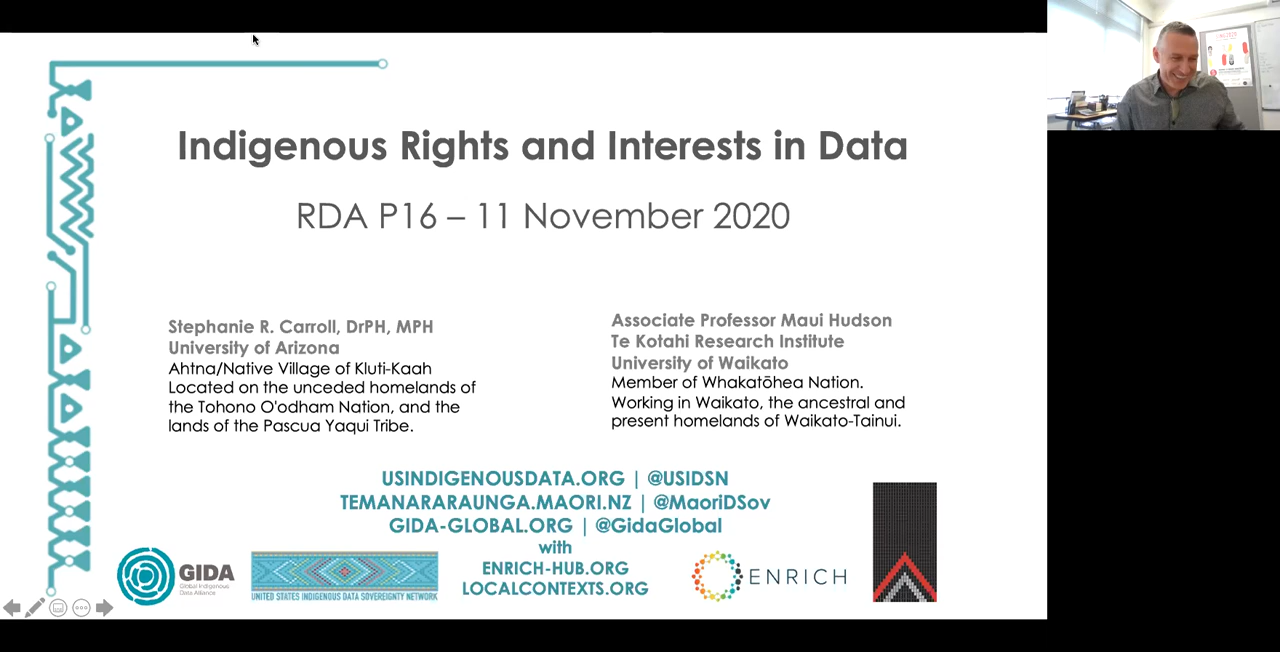 Indigenous Rights and Interests in Data
RDA P16 – 11 November 2020
Stephanie R. Carroll, DrPH, MPH
University of Arizona
Ahtna/Native Village of Kluti-Kaah
Located on the unceded homelands of
the Tohono O'odham Nation, and the
lands of the Pascua Yaqui Tribe.
Associate Professor Maui Hudson
Te Kotahi Research Institute
University of Waikato
Member of Whakatōhea Nation.
Working in Waikato, the ancestral and
present homelands of Waikato-Tainui.
USINDIGENOUSDATA.ORG | @USIDSN
TEMANARARAUNGA.MAORI.NZ | @MaoriDSov
GIDA-GLOBAL.ORG | @GidaGlobal
with
ENRICH-HUB.ORG
LOCALCONTEXTS.ORG
GIDA
Global Indigenous
Data Alliance
UNITED STATES INDIGENOUS DATA SOVEREIGNTY NETWORK
ENRICH